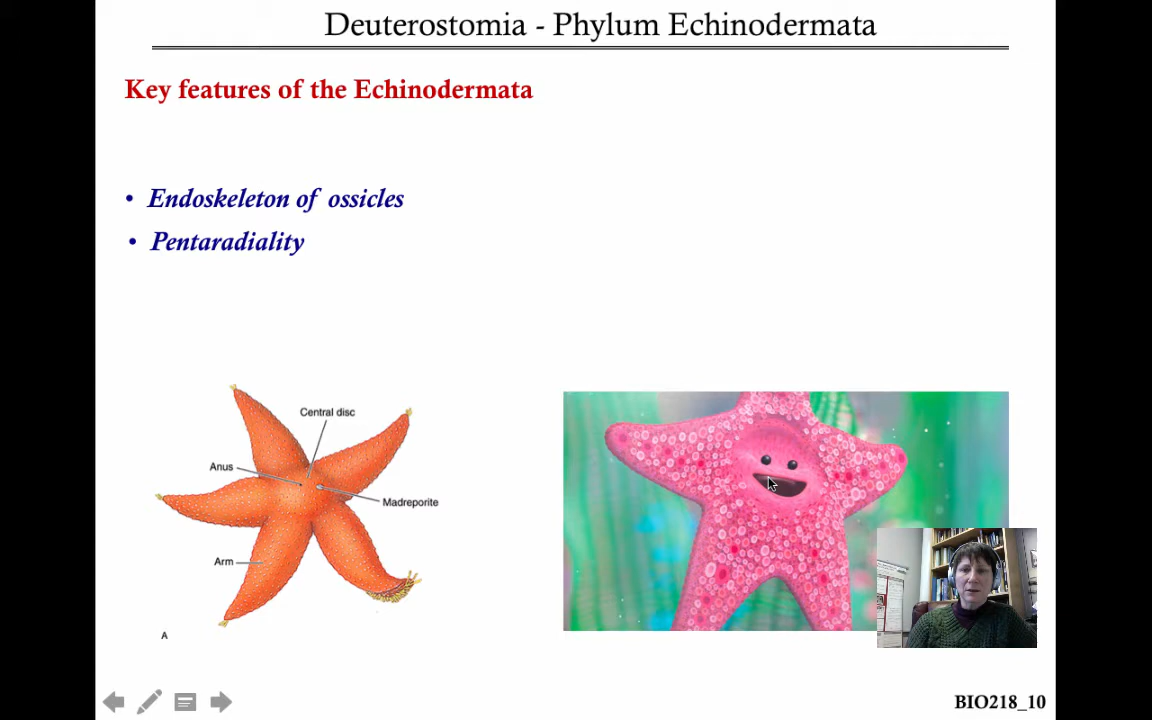 Deuterostomia - Phylum Echinodermata
Key features of the Echinodermata
• Endoskeleton of ossicles
• Pentaradiality
Central disc
Anus
Madreporite
Arm
A
BIO218_10